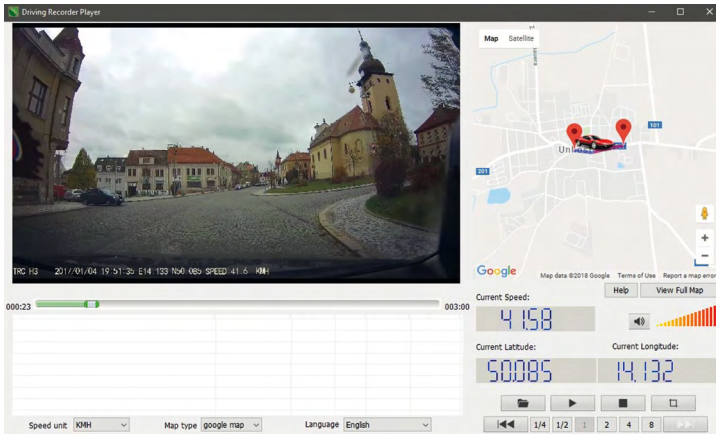 Driving Recorder Player
Map Satellite
101
201
Unhošť
Google
Map data ©2018 Google Terms of Use Report a map error
TRC H3 2017/01/04 19 51:35 E14 133 N50 085 SPEED 41.6 KMH
000:23
003:00
Help
View Full Map
Current Speed:
41.58
Current Latitude:
Current Longitude:
50.085
14.132
Speed unit KMH
Map type google map
Language English
1/4 1/2 1 2 4 8